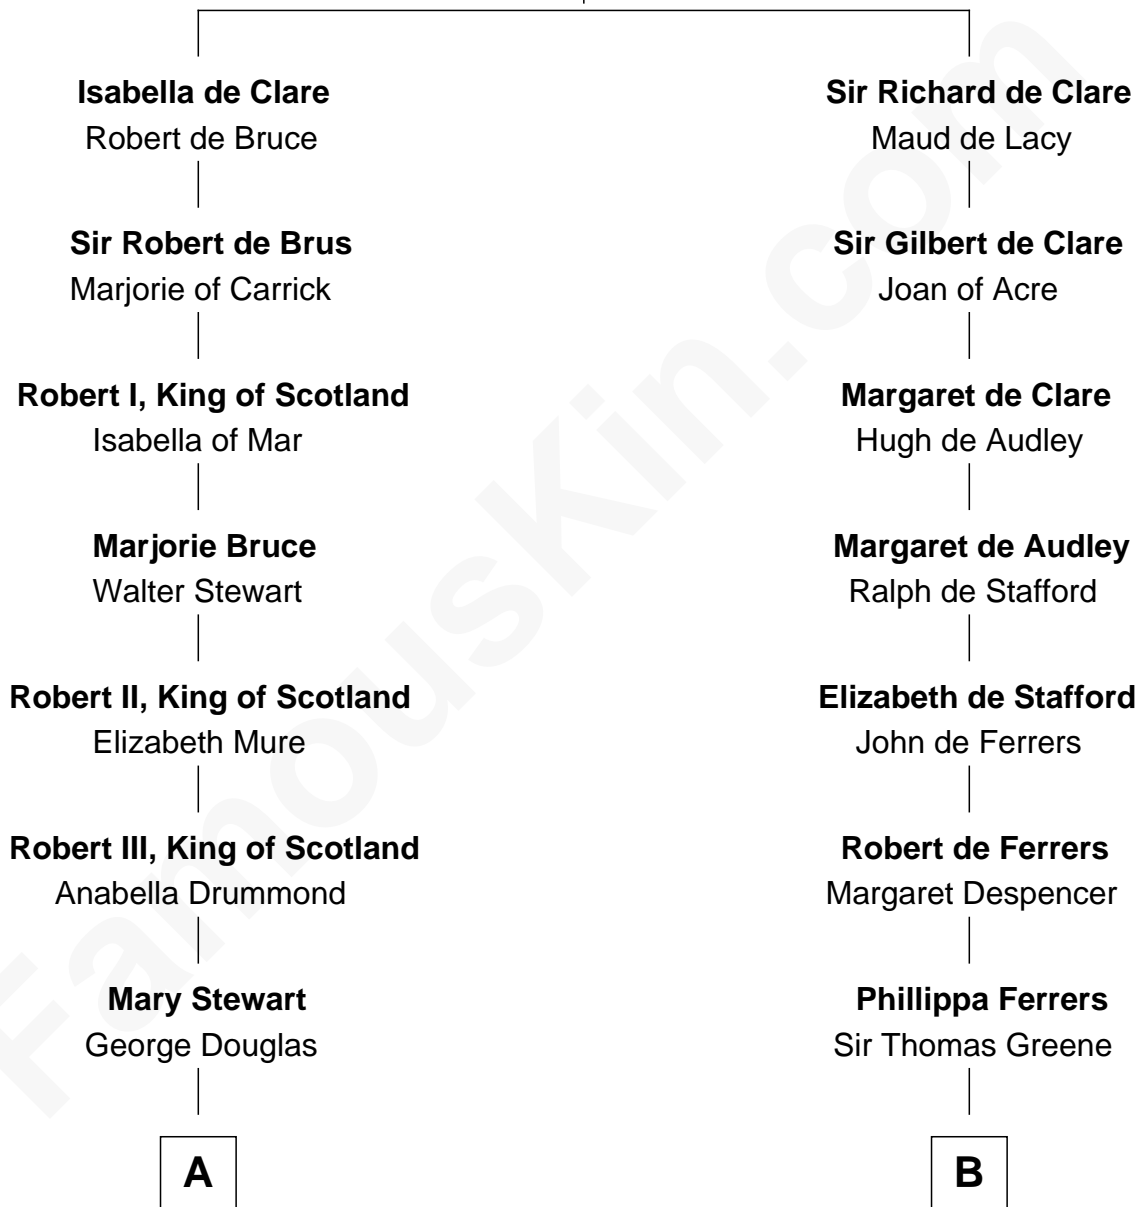 Isabella de Clare
Robert de Bruce
Sir Robert de Brus
Marjorie of Carrick
Robert I, King of Scotland
Isabella of Mar
Marjorie Bruce
Walter Stewart
Robert II, King of Scotland
Elizabeth Mure
Robert III, King of Scotland
Anabella Drummond
Mary Stewart
George Douglas
A
Sir Richard de Clare
Maud de Lacy
Sir Gilbert de Clare
Joan of Acre
Margaret de Clare
Hugh de Audley
Margaret de Audley
Ralph de Stafford
Elizabeth de Stafford
John de Ferrers
Robert de Ferrers
Margaret Despencer
Phillippa Ferrers
Sir Thomas Greene
B
FamousKin.com